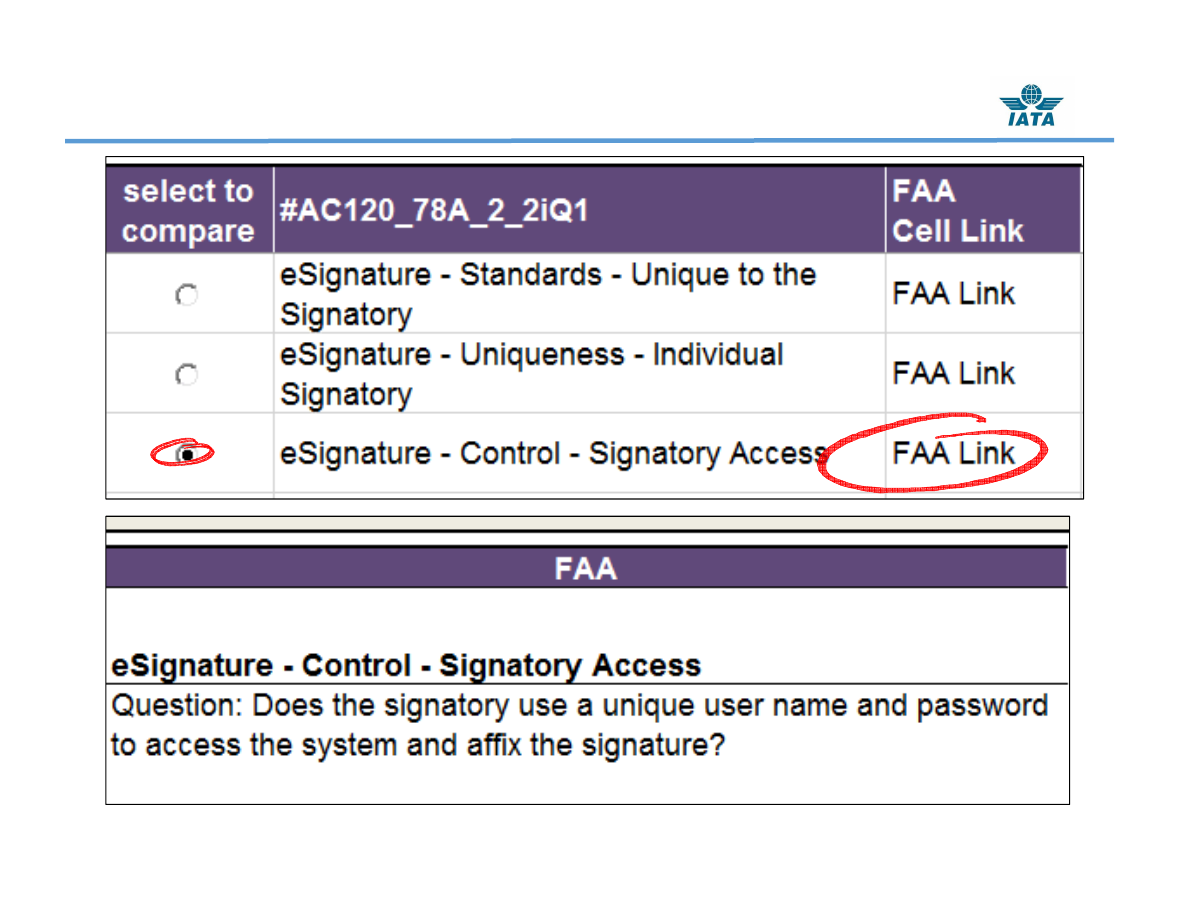 IATA
select to
compare
#AC120_78A_2_2iQ1
FAA
Cell Link
eSignature - Standards - Unique to the
Signatory
FAA Link
eSignature - Uniqueness - Individual
Signatory
FAA Link
eSignature - Control - Signatory Access
FAA Link
FAA
eSignature - Control - Signatory Access
Question: Does the signatory use a unique user name and password
to access the system and affix the signature?